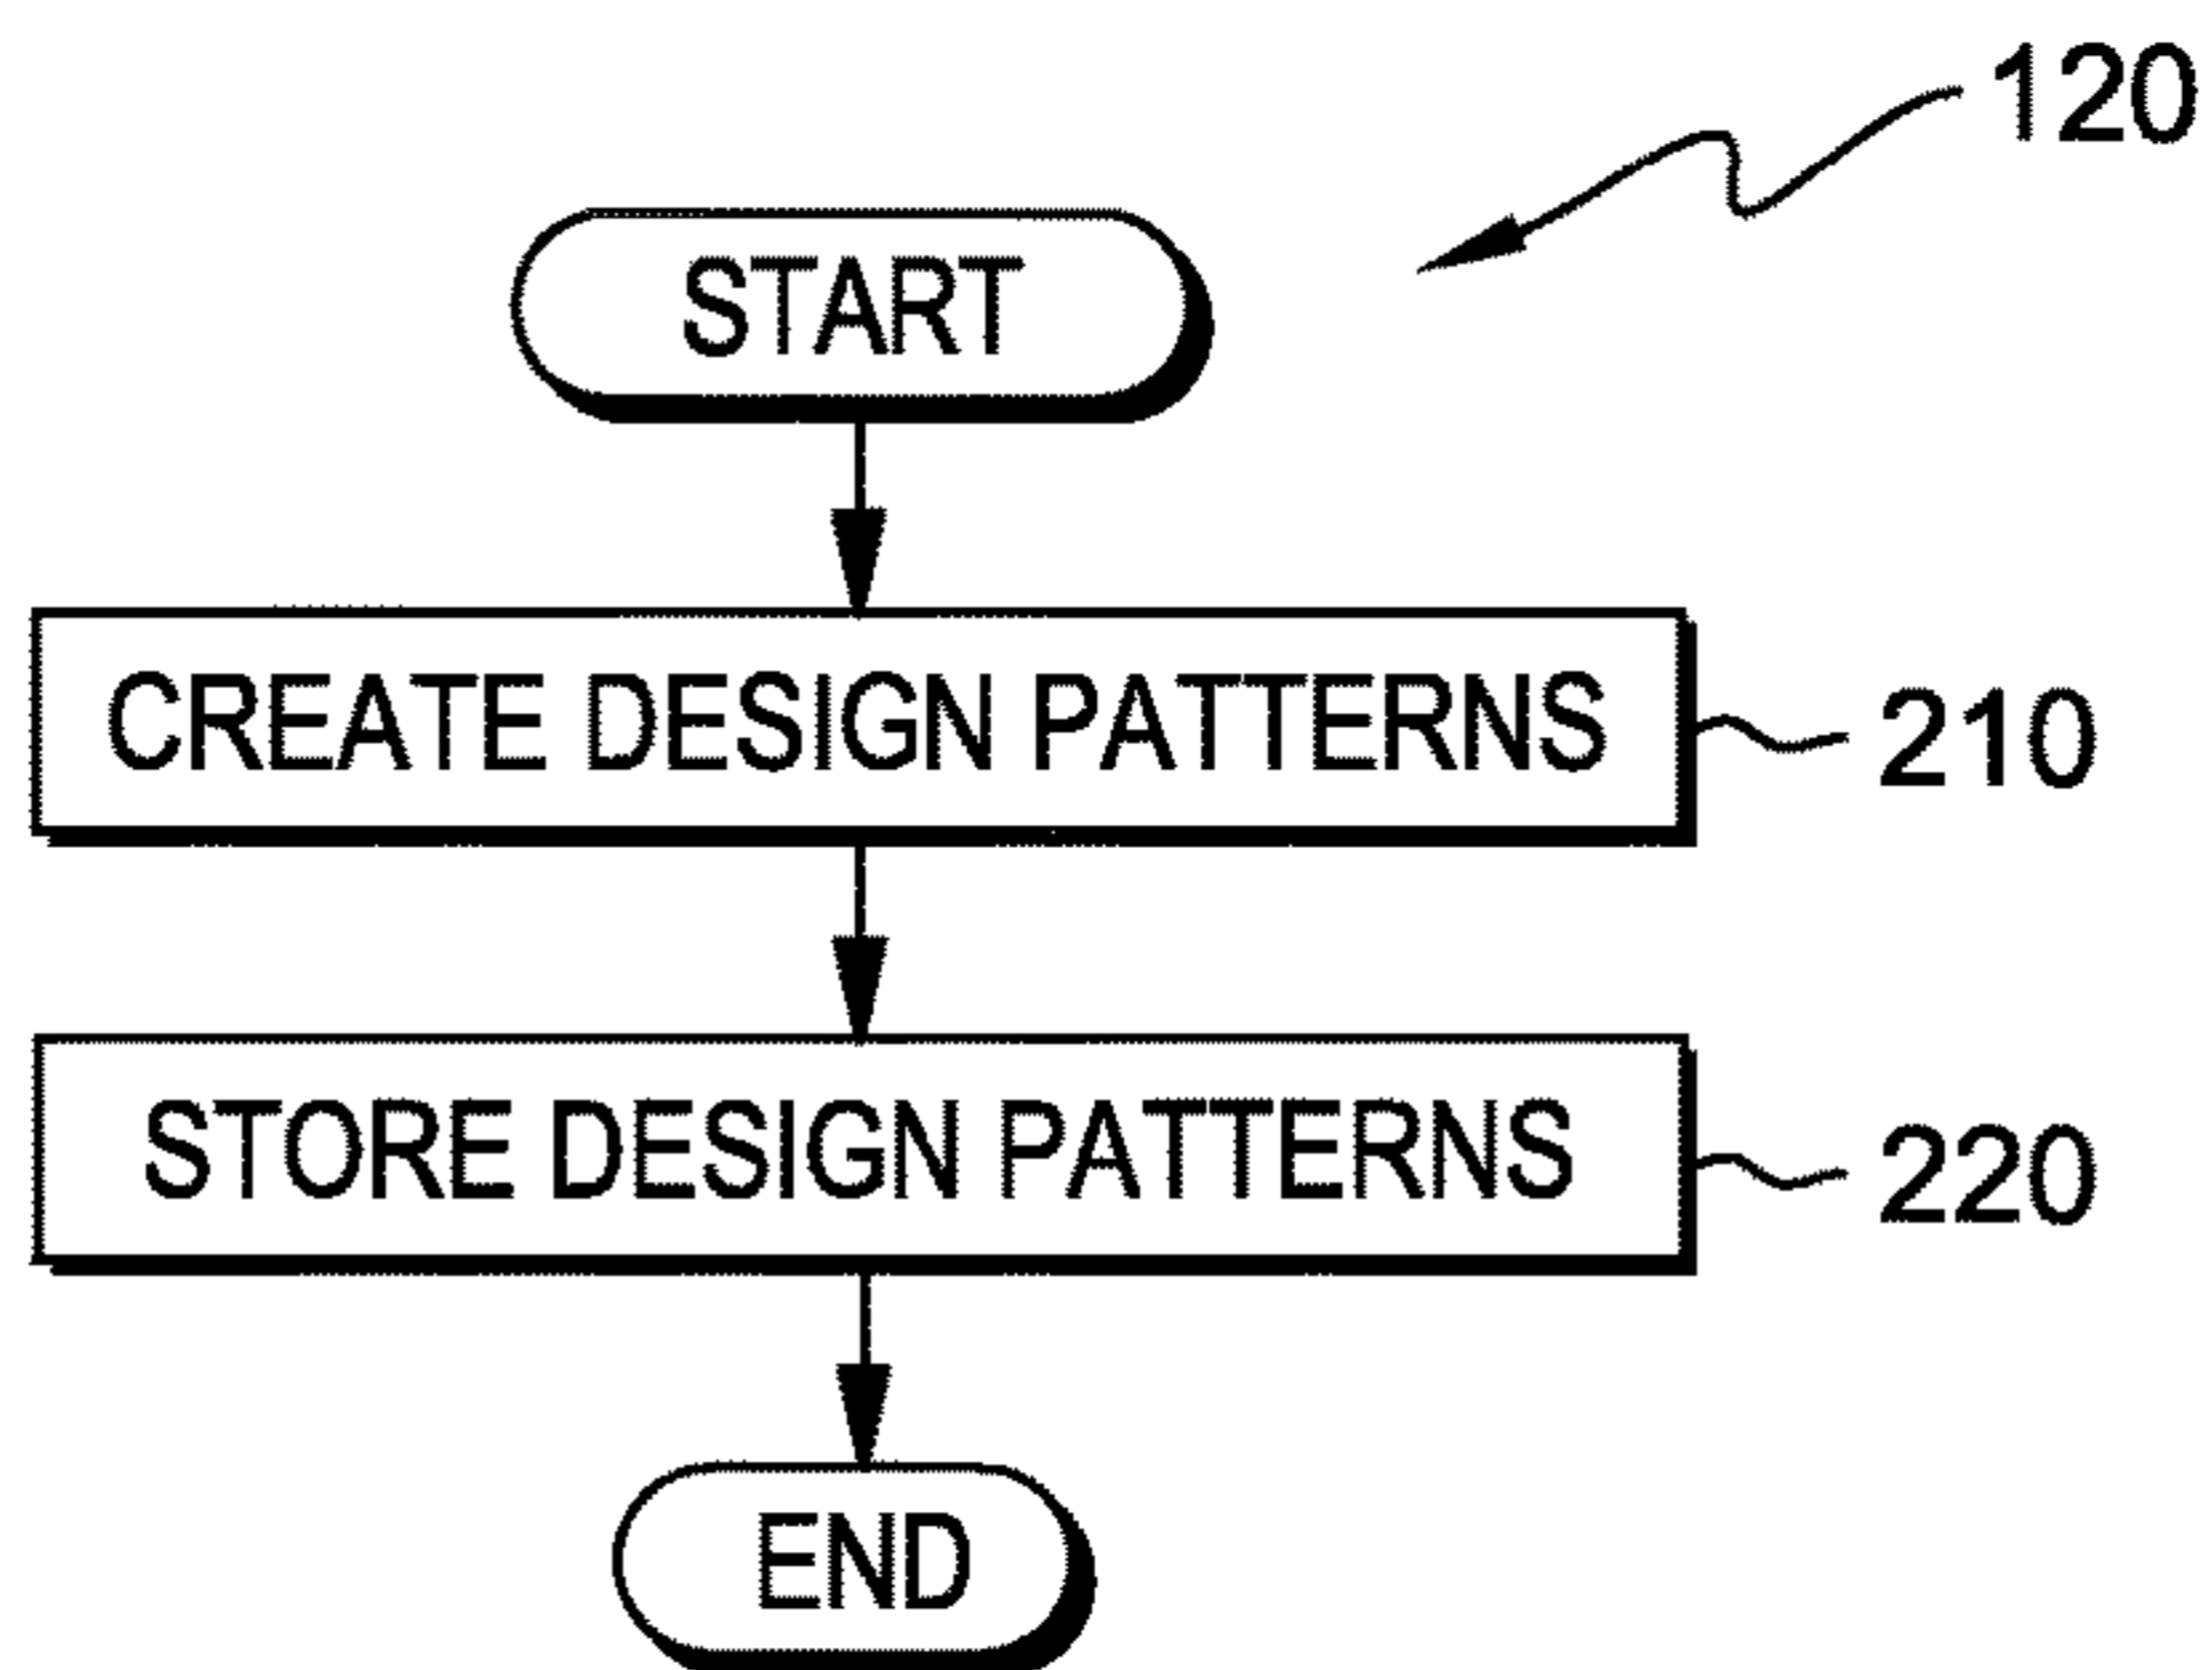 120
START
CREATE DESIGN PATTERNS
210
STORE DESIGN PATTERNS
220
END